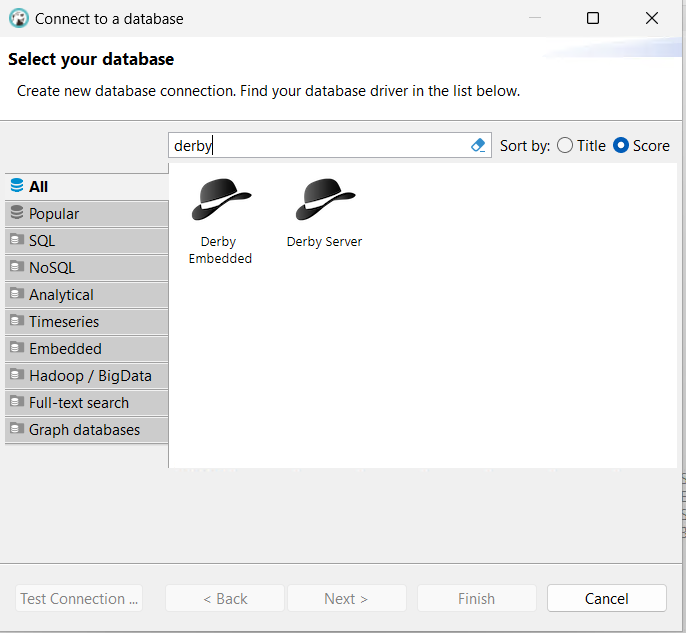 Connect to a database
Select your database
Create new database connection. Find your database driver in the list below.
derby
Sort by: Title Score
All
Popular
SQL
NoSQL
Analytical
Timeseries
Embedded
Hadoop / BigData
Full-text search
Graph databases
Derby
Embedded
Derby Server
Test Connection ...
< Back
Next >
Finish
Cancel